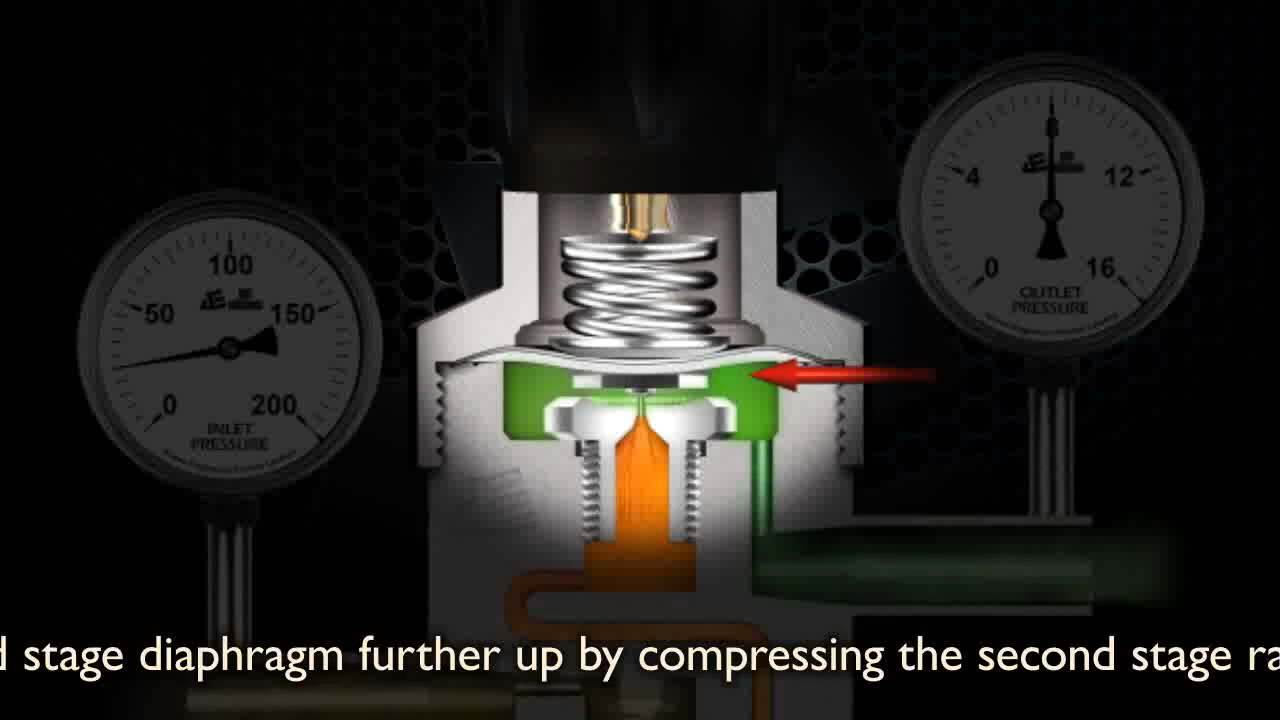 100
50
150
0
200
INLET
PRESSURE
8
4
12
0
16
OUTLET
PRESSURE
stage diaphragm further up by compressing the second stage